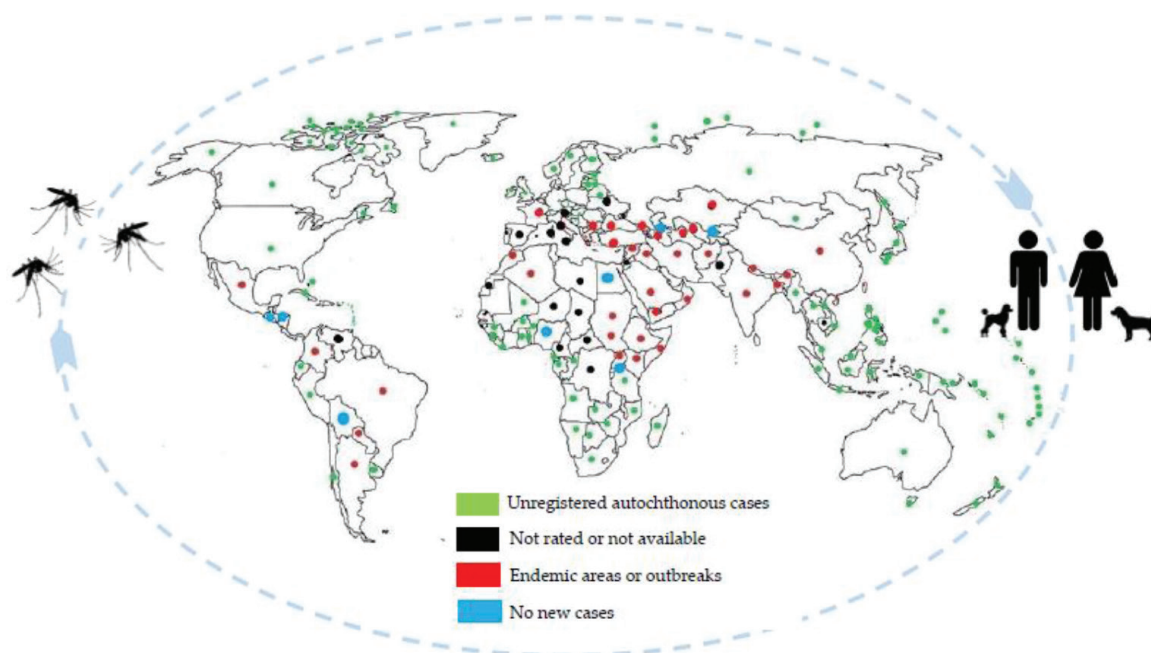 Unregistered autochthonous cases
Not rated or not available
Endemic areas or outbreaks
No new cases